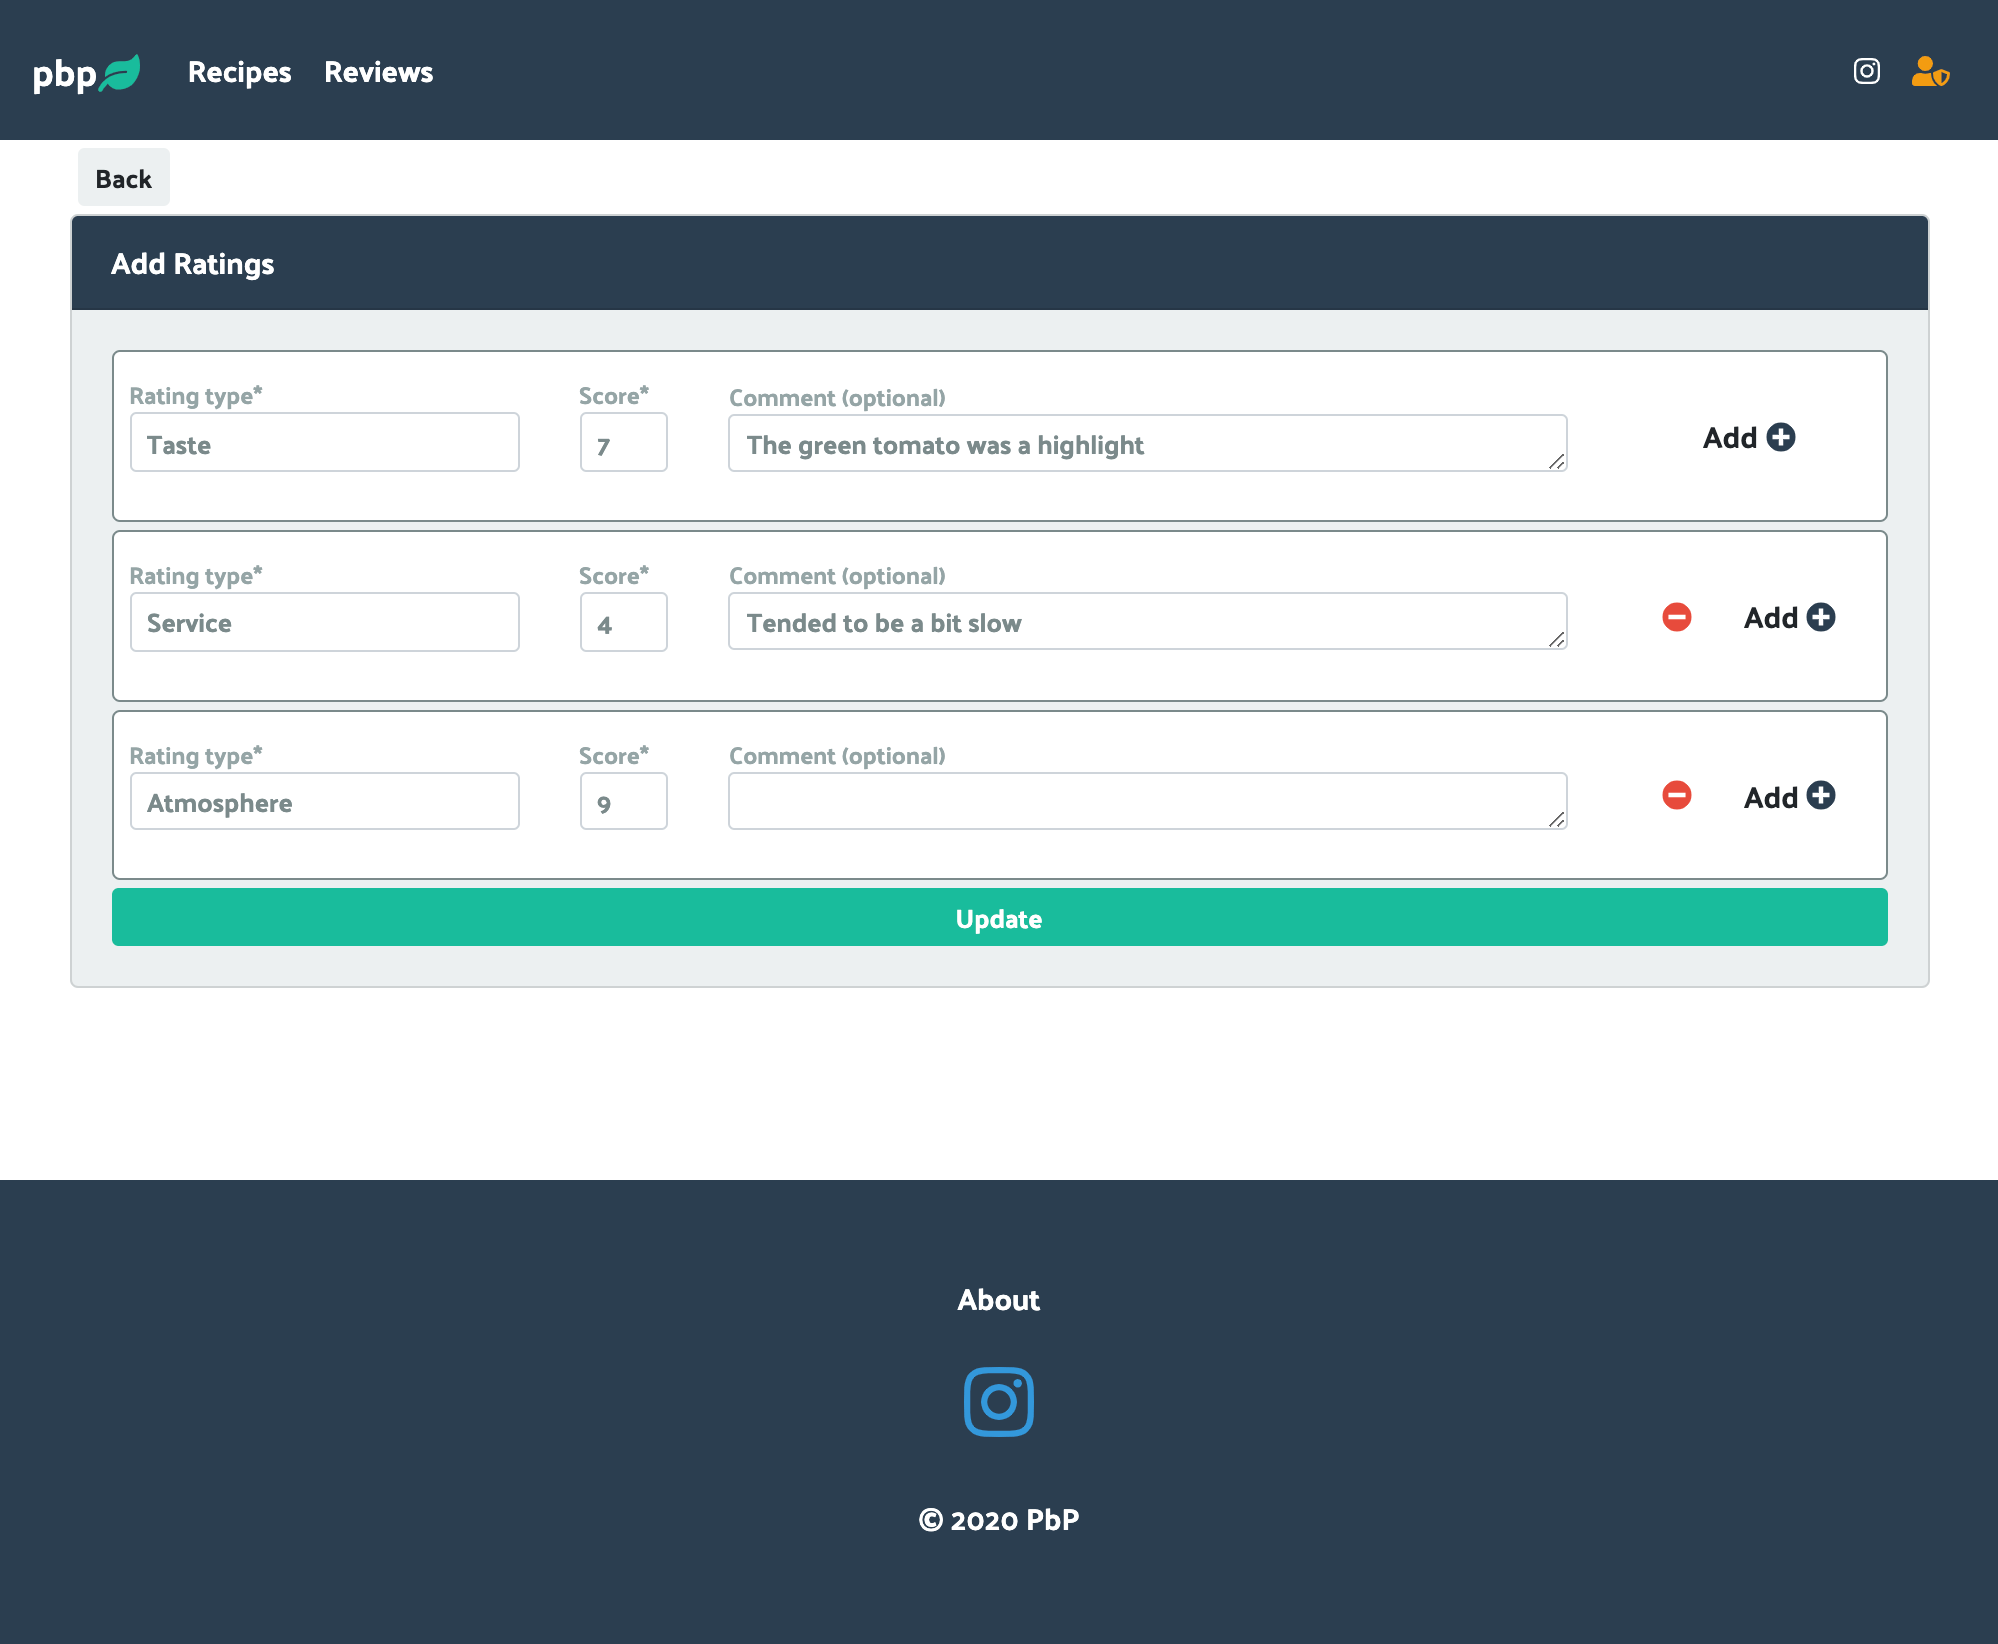 pbp Recipes Reviews
Back
Add Ratings
Rating type* Score* Comment (optional)
Taste 7 The green tomato was a highlight Add
Rating type* Score* Comment (optional)
Service 4 Tended to be a bit slow Add
Rating type* Score* Comment (optional)
Atmosphere 9 Add
Update
About
© 2020 PbP